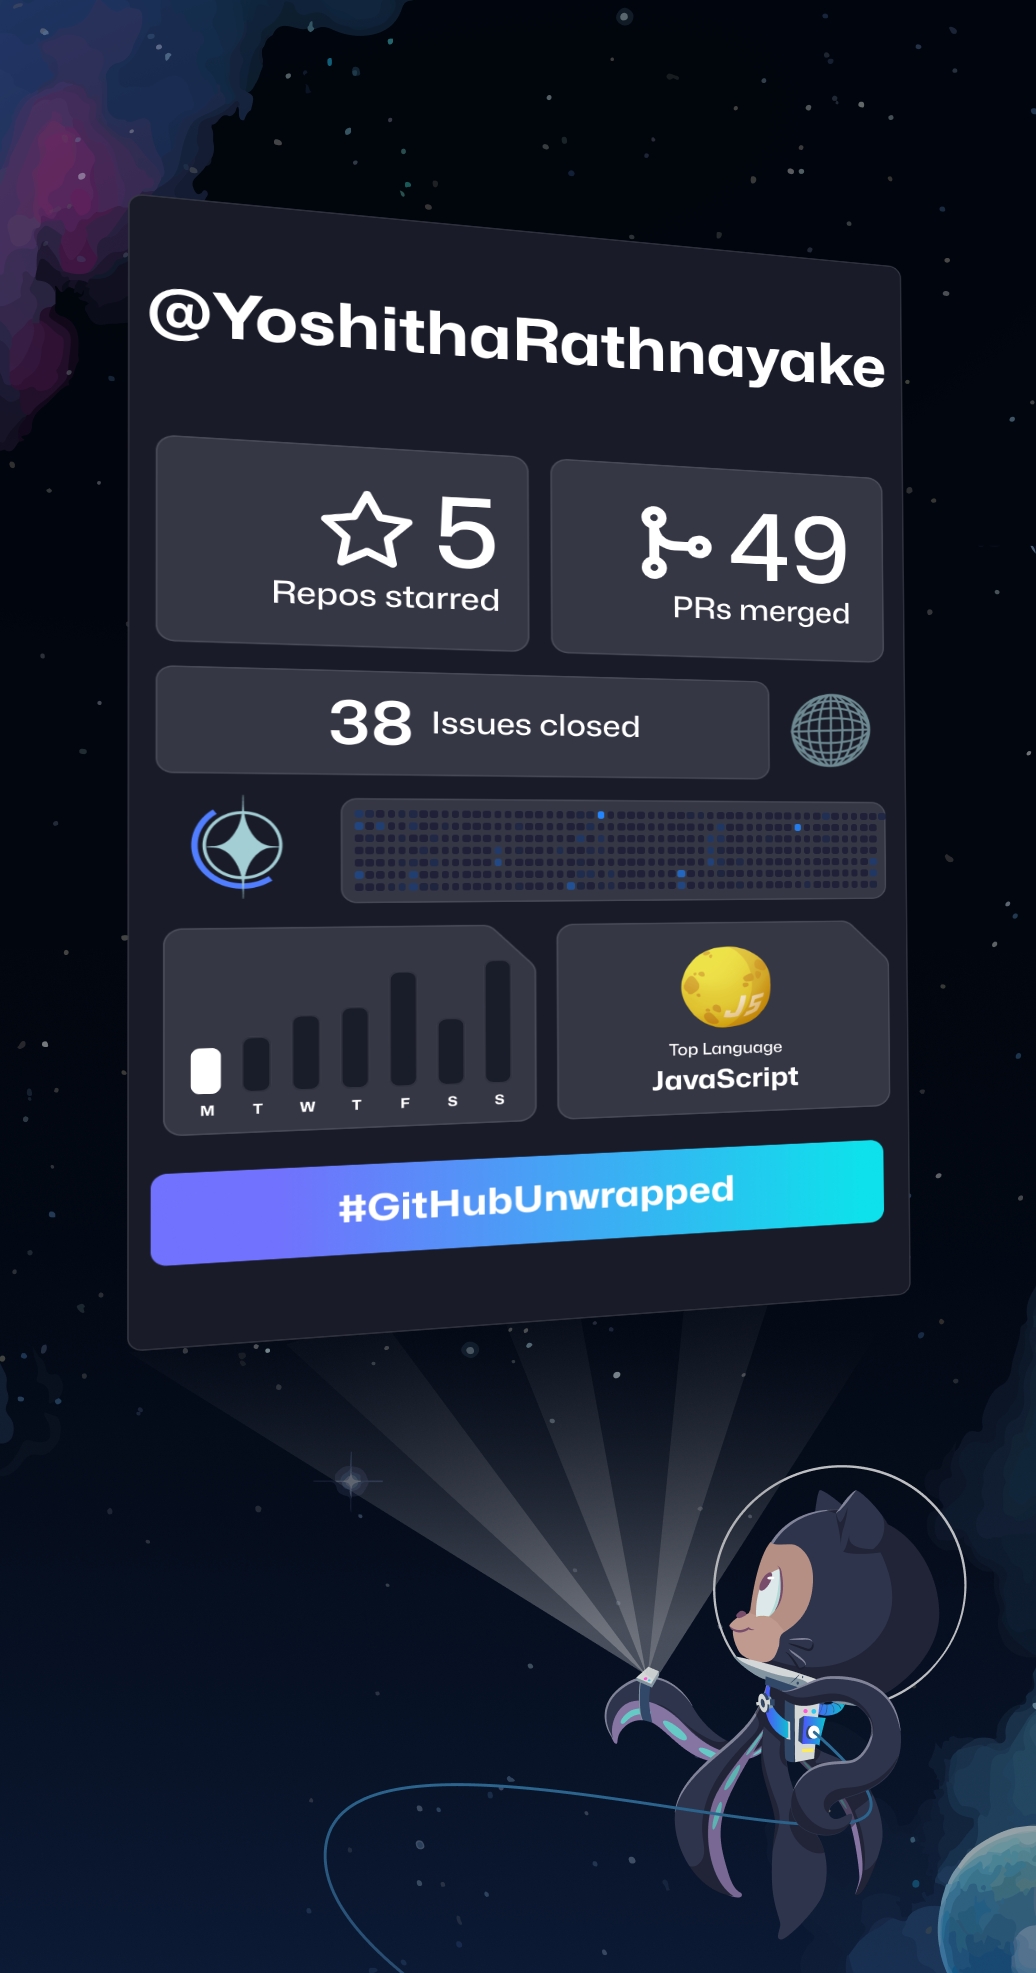 @YoshithaRathnayake
5
Repos starred
49
PRs merged
38 Issues closed
M T W T F S S
JS
Top Language
JavaScript
#GitHubUnwrapped